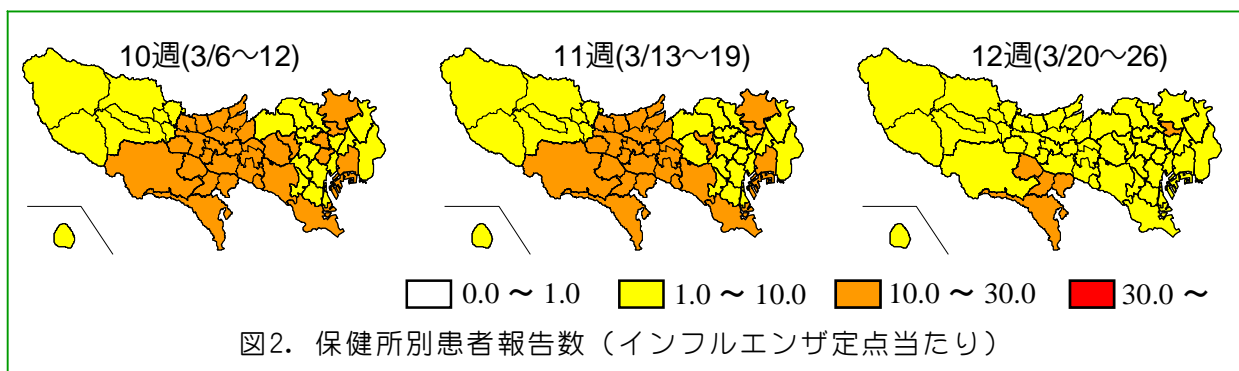 10週(3/6～12) 11週(3/13～19) 12週(3/20～26)
0.0 ～ 1.0 1.0 ～ 10.0 10.0 ～ 30.0 30.0 ～
図2. 保健所別患者報告数（インフルエンザ定点当たり）